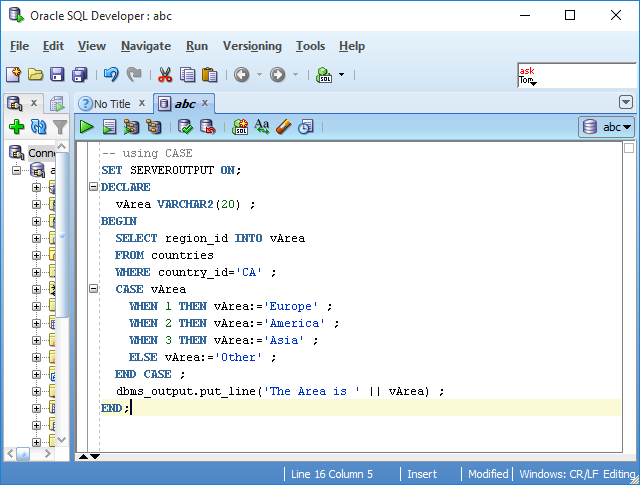 Oracle SQL Developer : abc
File Edit View Navigate Run Versioning Tools Help
SQL
ask
Tom
No Title
abc
SQL
Aa
abc
Conne
a
-- using CASE
SET SERVEROUTPUT ON;
DECLARE
vArea VARCHAR2(20) ;
BEGIN
SELECT region_id INTO vArea
FROM countries
WHERE country_id='CA' ;
CASE vArea
WHEN 1 THEN vArea:='Europe' ;
WHEN 2 THEN vArea:='America' ;
WHEN 3 THEN vArea:='Asia' ;
ELSE vArea:='Other' ;
END CASE ;
dbms_output.put_line('The Area is ' || vArea) ;
END;
Line 16 Column 5 Insert Modified Windows: CR/LF Editing